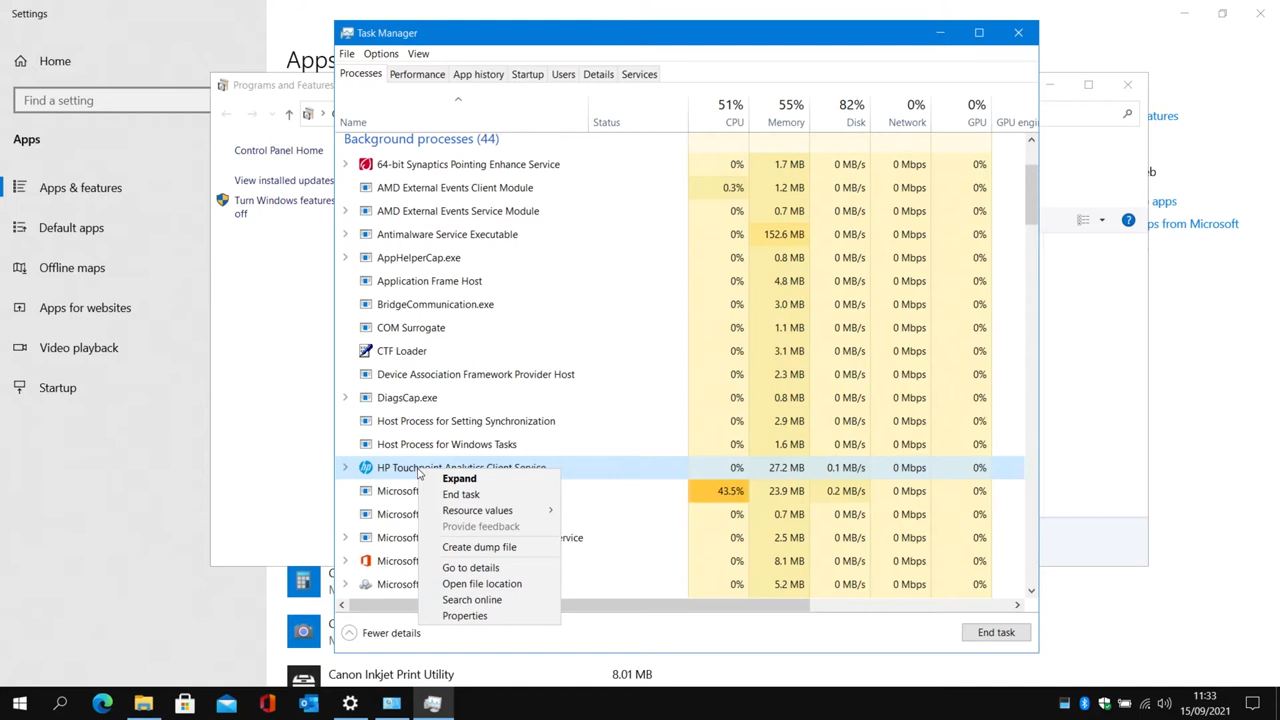 Settings
Home
Find a setting
Apps
Apps & features
Default apps
Offline maps
Apps for websites
Video playback
Startup
Apps
Programs and Features
Control Panel Home
View installed updates
Turn Windows features
off
Task Manager
File Options View
Processes Performance App history Startup Users Details Services
51% 55% 82% 0% 0%
Name Status CPU Memory Disk Network GPU GPU engin
Background processes (44)
64-bit Synaptics Pointing Enhance Service 0% 1.7 MB 0 MB/s 0 Mbps 0%
AMD External Events Client Module 0.3% 1.2 MB 0 MB/s 0 Mbps 0%
AMD External Events Service Module 0% 0.7 MB 0 MB/s 0 Mbps 0%
Antimalware Service Executable 0% 152.6 MB 0 MB/s 0 Mbps 0%
AppHelperCap.exe 0% 0.8 MB 0 MB/s 0 Mbps 0%
Application Frame Host 0% 4.8 MB 0 MB/s 0 Mbps 0%
BridgeCommunication.exe 0% 3.0 MB 0 MB/s 0 Mbps 0%
COM Surrogate 0% 1.1 MB 0 MB/s 0 Mbps 0%
CTF Loader 0% 3.1 MB 0 MB/s 0 Mbps 0%
Device Association Framework Provider Host 0% 2.3 MB 0 MB/s 0 Mbps 0%
DiagsCap.exe 0% 0.8 MB 0 MB/s 0 Mbps 0%
Host Process for Setting Synchronization 0% 2.9 MB 0 MB/s 0 Mbps 0%
Host Process for Windows Tasks 0% 1.6 MB 0 MB/s 0 Mbps 0%
HP Touchpoint Analytics Client Service 0% 27.2 MB 0.1 MB/s 0 Mbps 0%
Microsoft 43.5% 23.9 MB 0.2 MB/s 0 Mbps 0%
Microsoft 0% 0.7 MB 0 MB/s 0 Mbps 0%
Microsoft rvice 0% 2.5 MB 0 MB/s 0 Mbps 0%
Microsoft 0% 8.1 MB 0 MB/s 0 Mbps 0%
Microsoft 0% 5.2 MB 0 MB/s 0 Mbps 0%
Expand
End task
Resource values
Provide feedback
Create dump file
Go to details
Open file location
Search online
Properties
Fewer details End task
eatures
eb
apps
ps from Microsoft
Canon Inkjet Print Utility 8.01 MB
11:33
15/09/2021